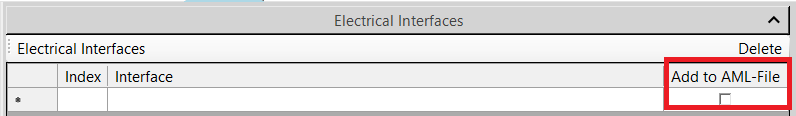 Electrical Interfaces
Electrical Interfaces Delete
Index Interface Add to AML-File
*